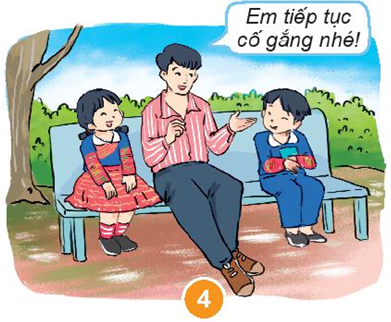 Em tiếp tục
cố gắng nhé!
4